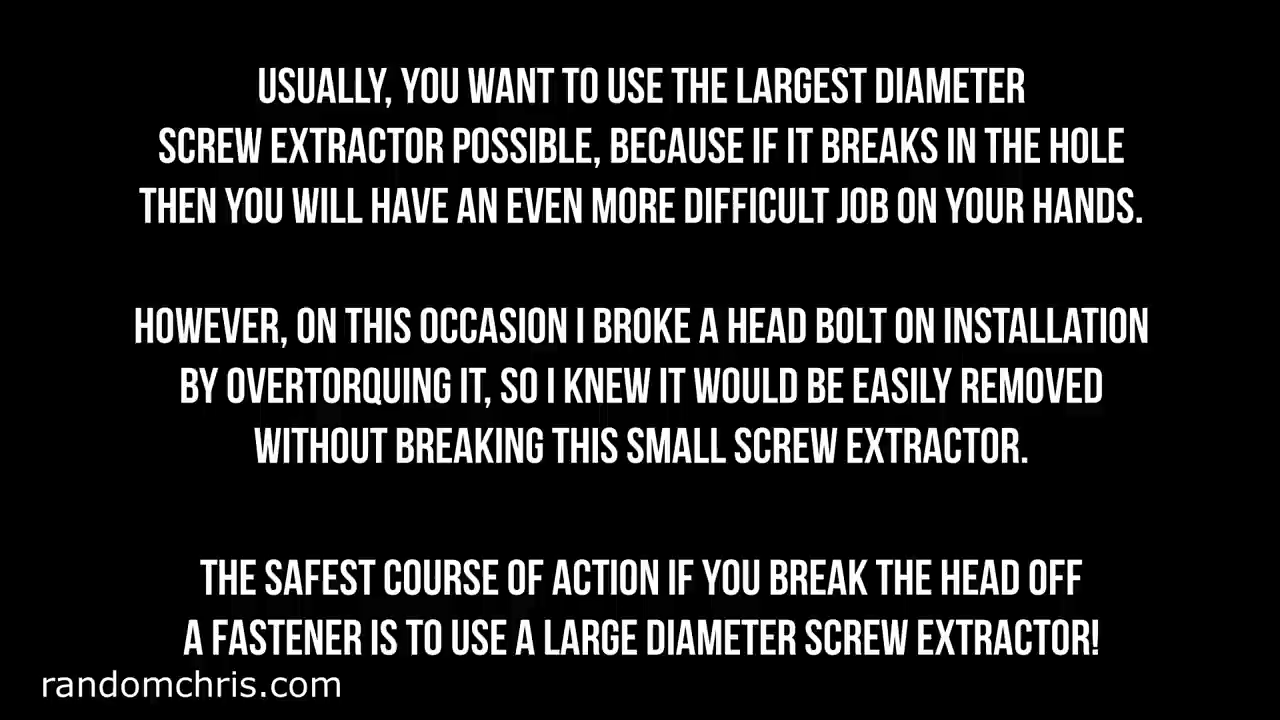 USUALLY, YOU WANT TO USE THE LARGEST DIAMETER
SCREW EXTRACTOR POSSIBLE, BECAUSE IF IT BREAKS IN THE HOLE
THEN YOU WILL HAVE AN EVEN MORE DIFFICULT JOB ON YOUR HANDS.
HOWEVER, ON THIS OCCASION I BROKE A HEAD BOLT ON INSTALLATION
BY OVERTORQUING IT, SO I KNEW IT WOULD BE EASILY REMOVED
WITHOUT BREAKING THIS SMALL SCREW EXTRACTOR.
THE SAFEST COURSE OF ACTION IF YOU BREAK THE HEAD OFF
A FASTENER IS TO USE A LARGE DIAMETER SCREW EXTRACTOR!
randomchris.com